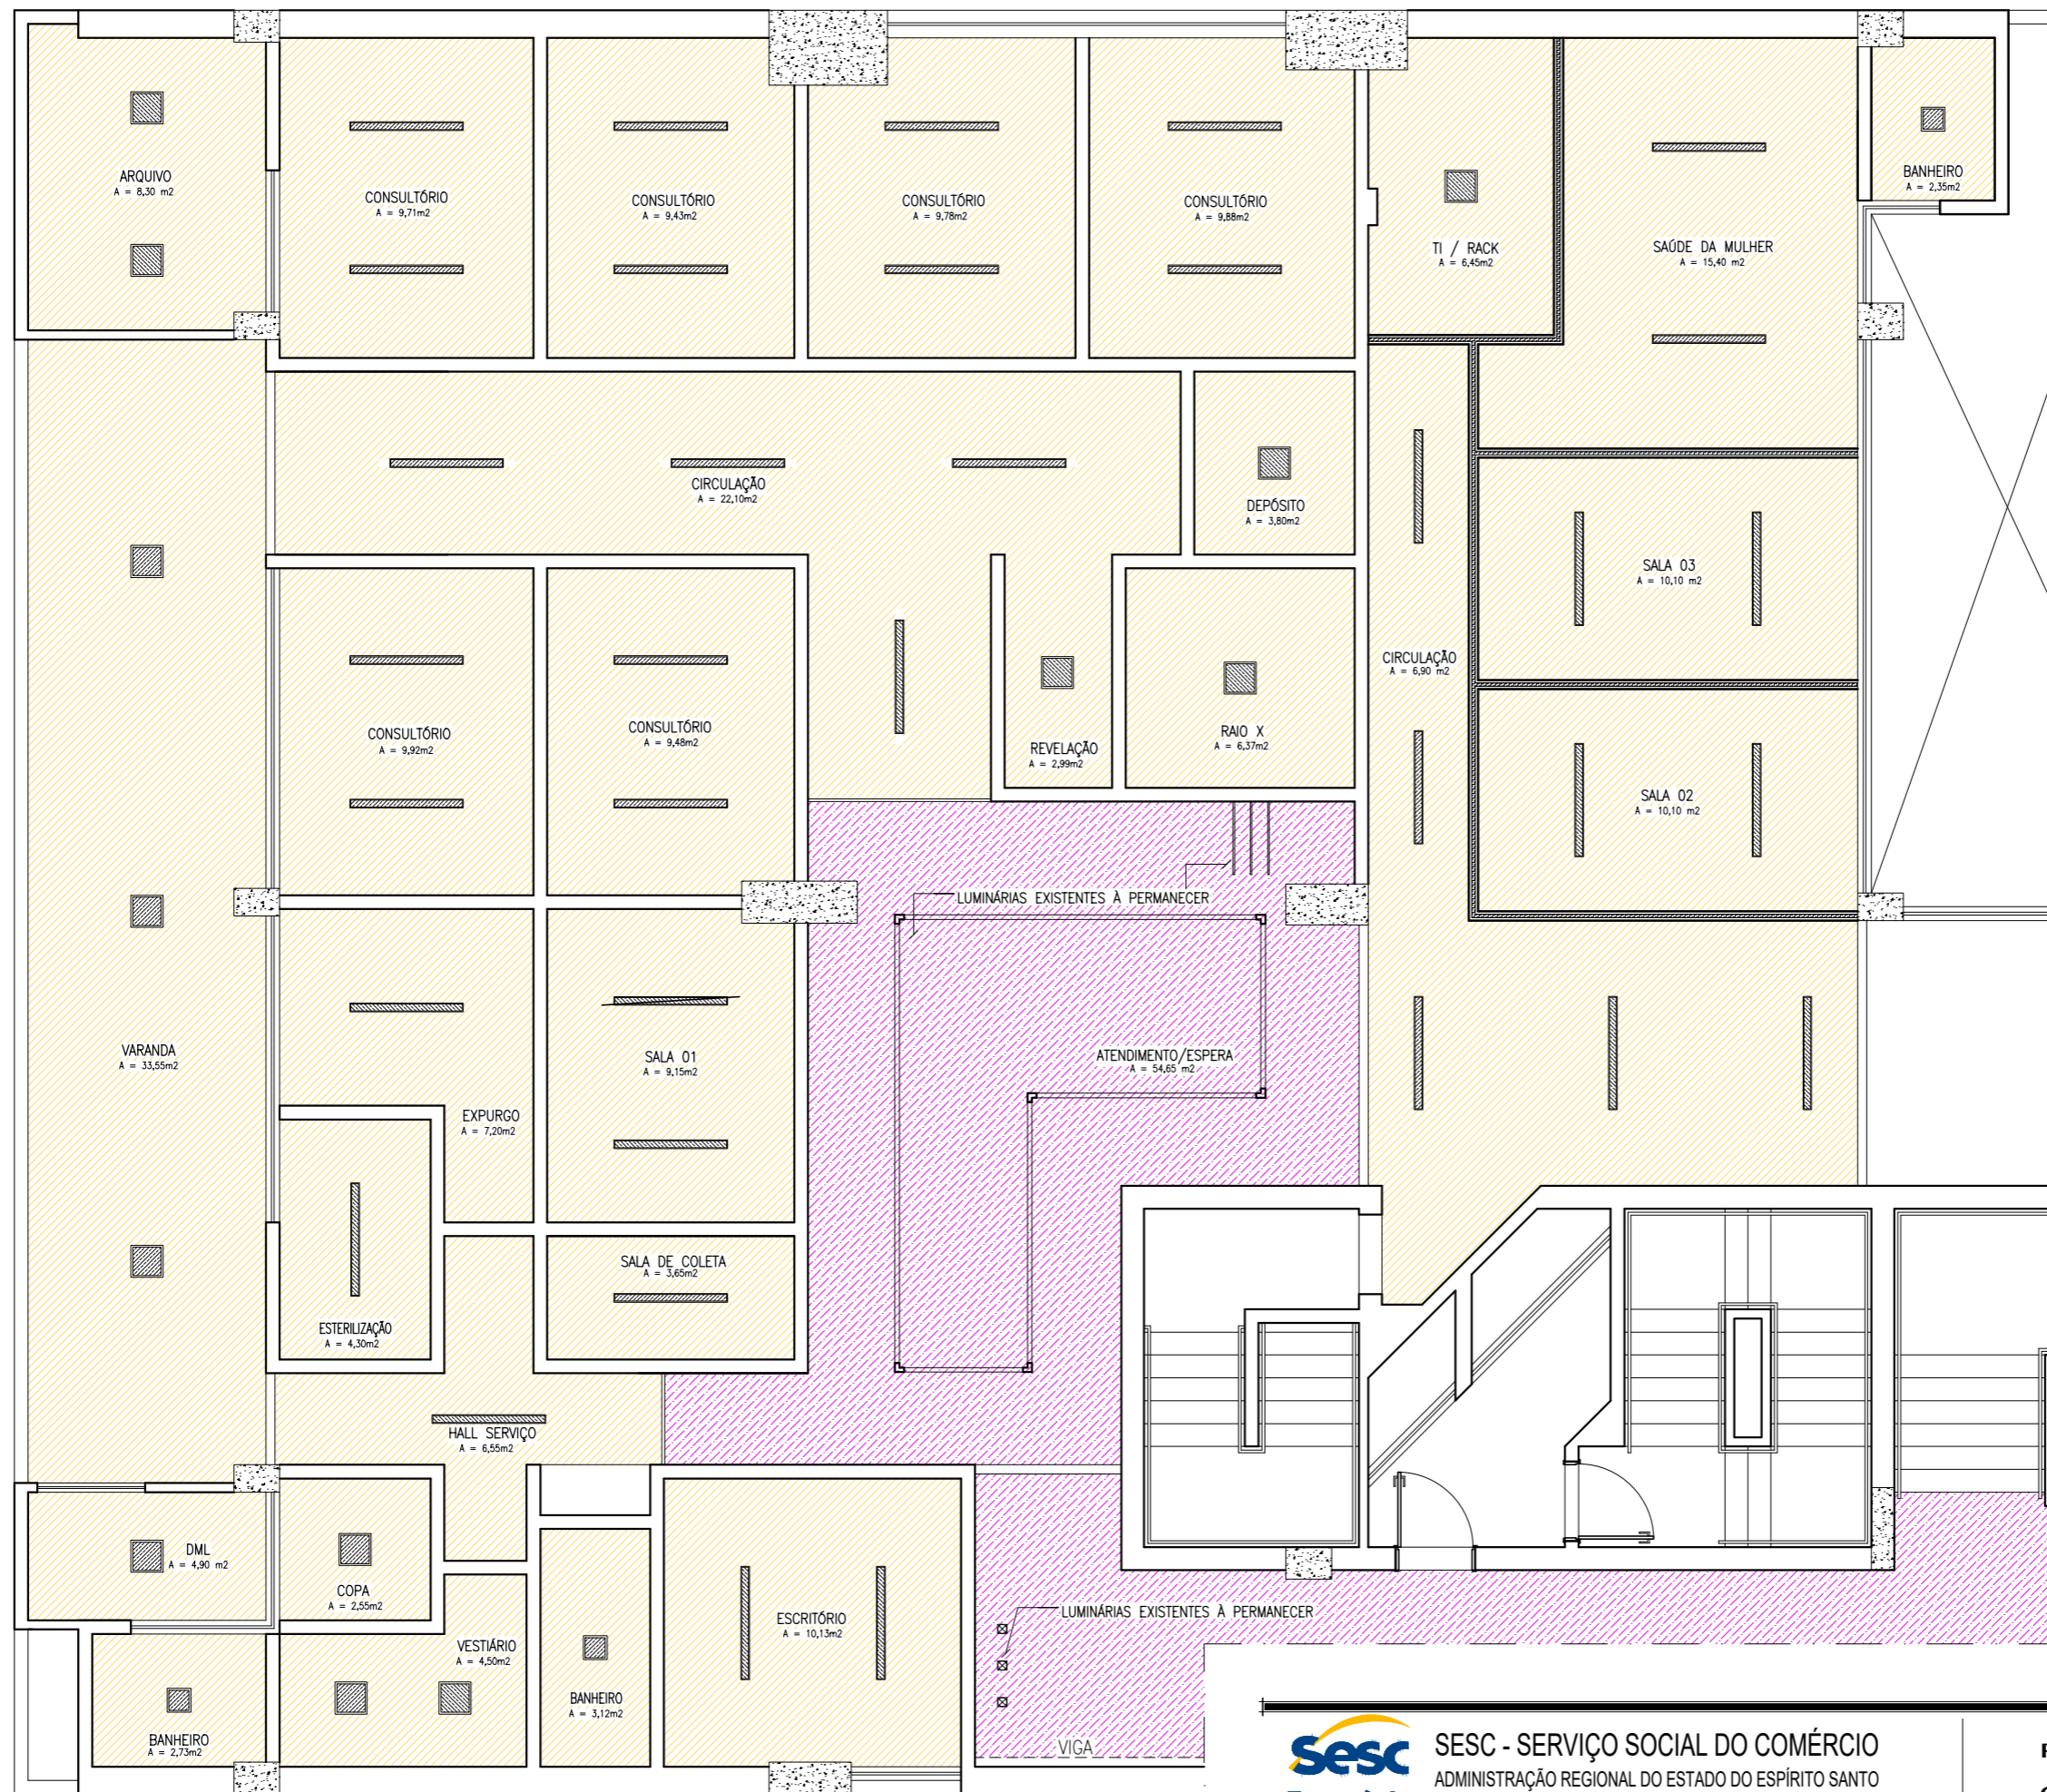 ARQUIVO
A = 8,30 m2
CONSULTÓRIO
A = 9,71m2
CONSULTÓRIO
A = 9,43m2
CONSULTÓRIO
A = 9,78m2
CONSULTÓRIO
A = 9,88m2
TI / RACK
A = 6,45m2
SAÚDE DA MULHER
A = 15,40 m2
BANHEIRO
A = 2,35m2
CIRCULAÇÃO
A = 22,10m2
DEPÓSITO
A = 3,80m2
SALA 03
A = 10,10 m2
CIRCULAÇÃO
A = 6,90 m2
CONSULTÓRIO
A = 9,92m2
CONSULTÓRIO
A = 9,48m2
REVELAÇÃO
A = 2,99m2
RAIO X
A = 6,37m2
SALA 02
A = 10,10 m2
LUMINÁRIAS EXISTENTES À PERMANECER
VARANDA
A = 33,55m2
SALA 01
A = 9,15m2
ATENDIMENTO/ESPERA
A = 54,65 m2
EXPURGO
A = 7,20m2
SALA DE COLETA
A = 3,65m2
ESTERILIZAÇÃO
A = 4,30m2
HALL SERVIÇO
A = 6,55m2
DML
A = 4,90 m2
COPA
A = 2,55m2
VESTIÁRIO
A = 4,50m2
ESCRITÓRIO
A = 10,13m2
LUMINÁRIAS EXISTENTES À PERMANECER
BANHEIRO
A = 3,12m2
BANHEIRO
A = 2,73m2
VIGA
Sesc
SESC - SERVIÇO SOCIAL DO COMÉRCIO
ADMINISTRAÇÃO REGIONAL DO ESTADO DO ESPÍRITO SANTO